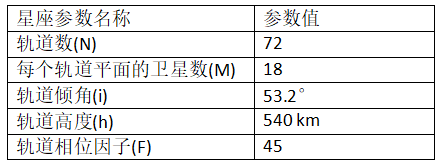 星座参数名称 参数值
轨道数(N) 72
每个轨道平面的卫星数(M) 18
轨道倾角(i) 53.2°
轨道高度(h) 540 km
轨道相位因子(F) 45